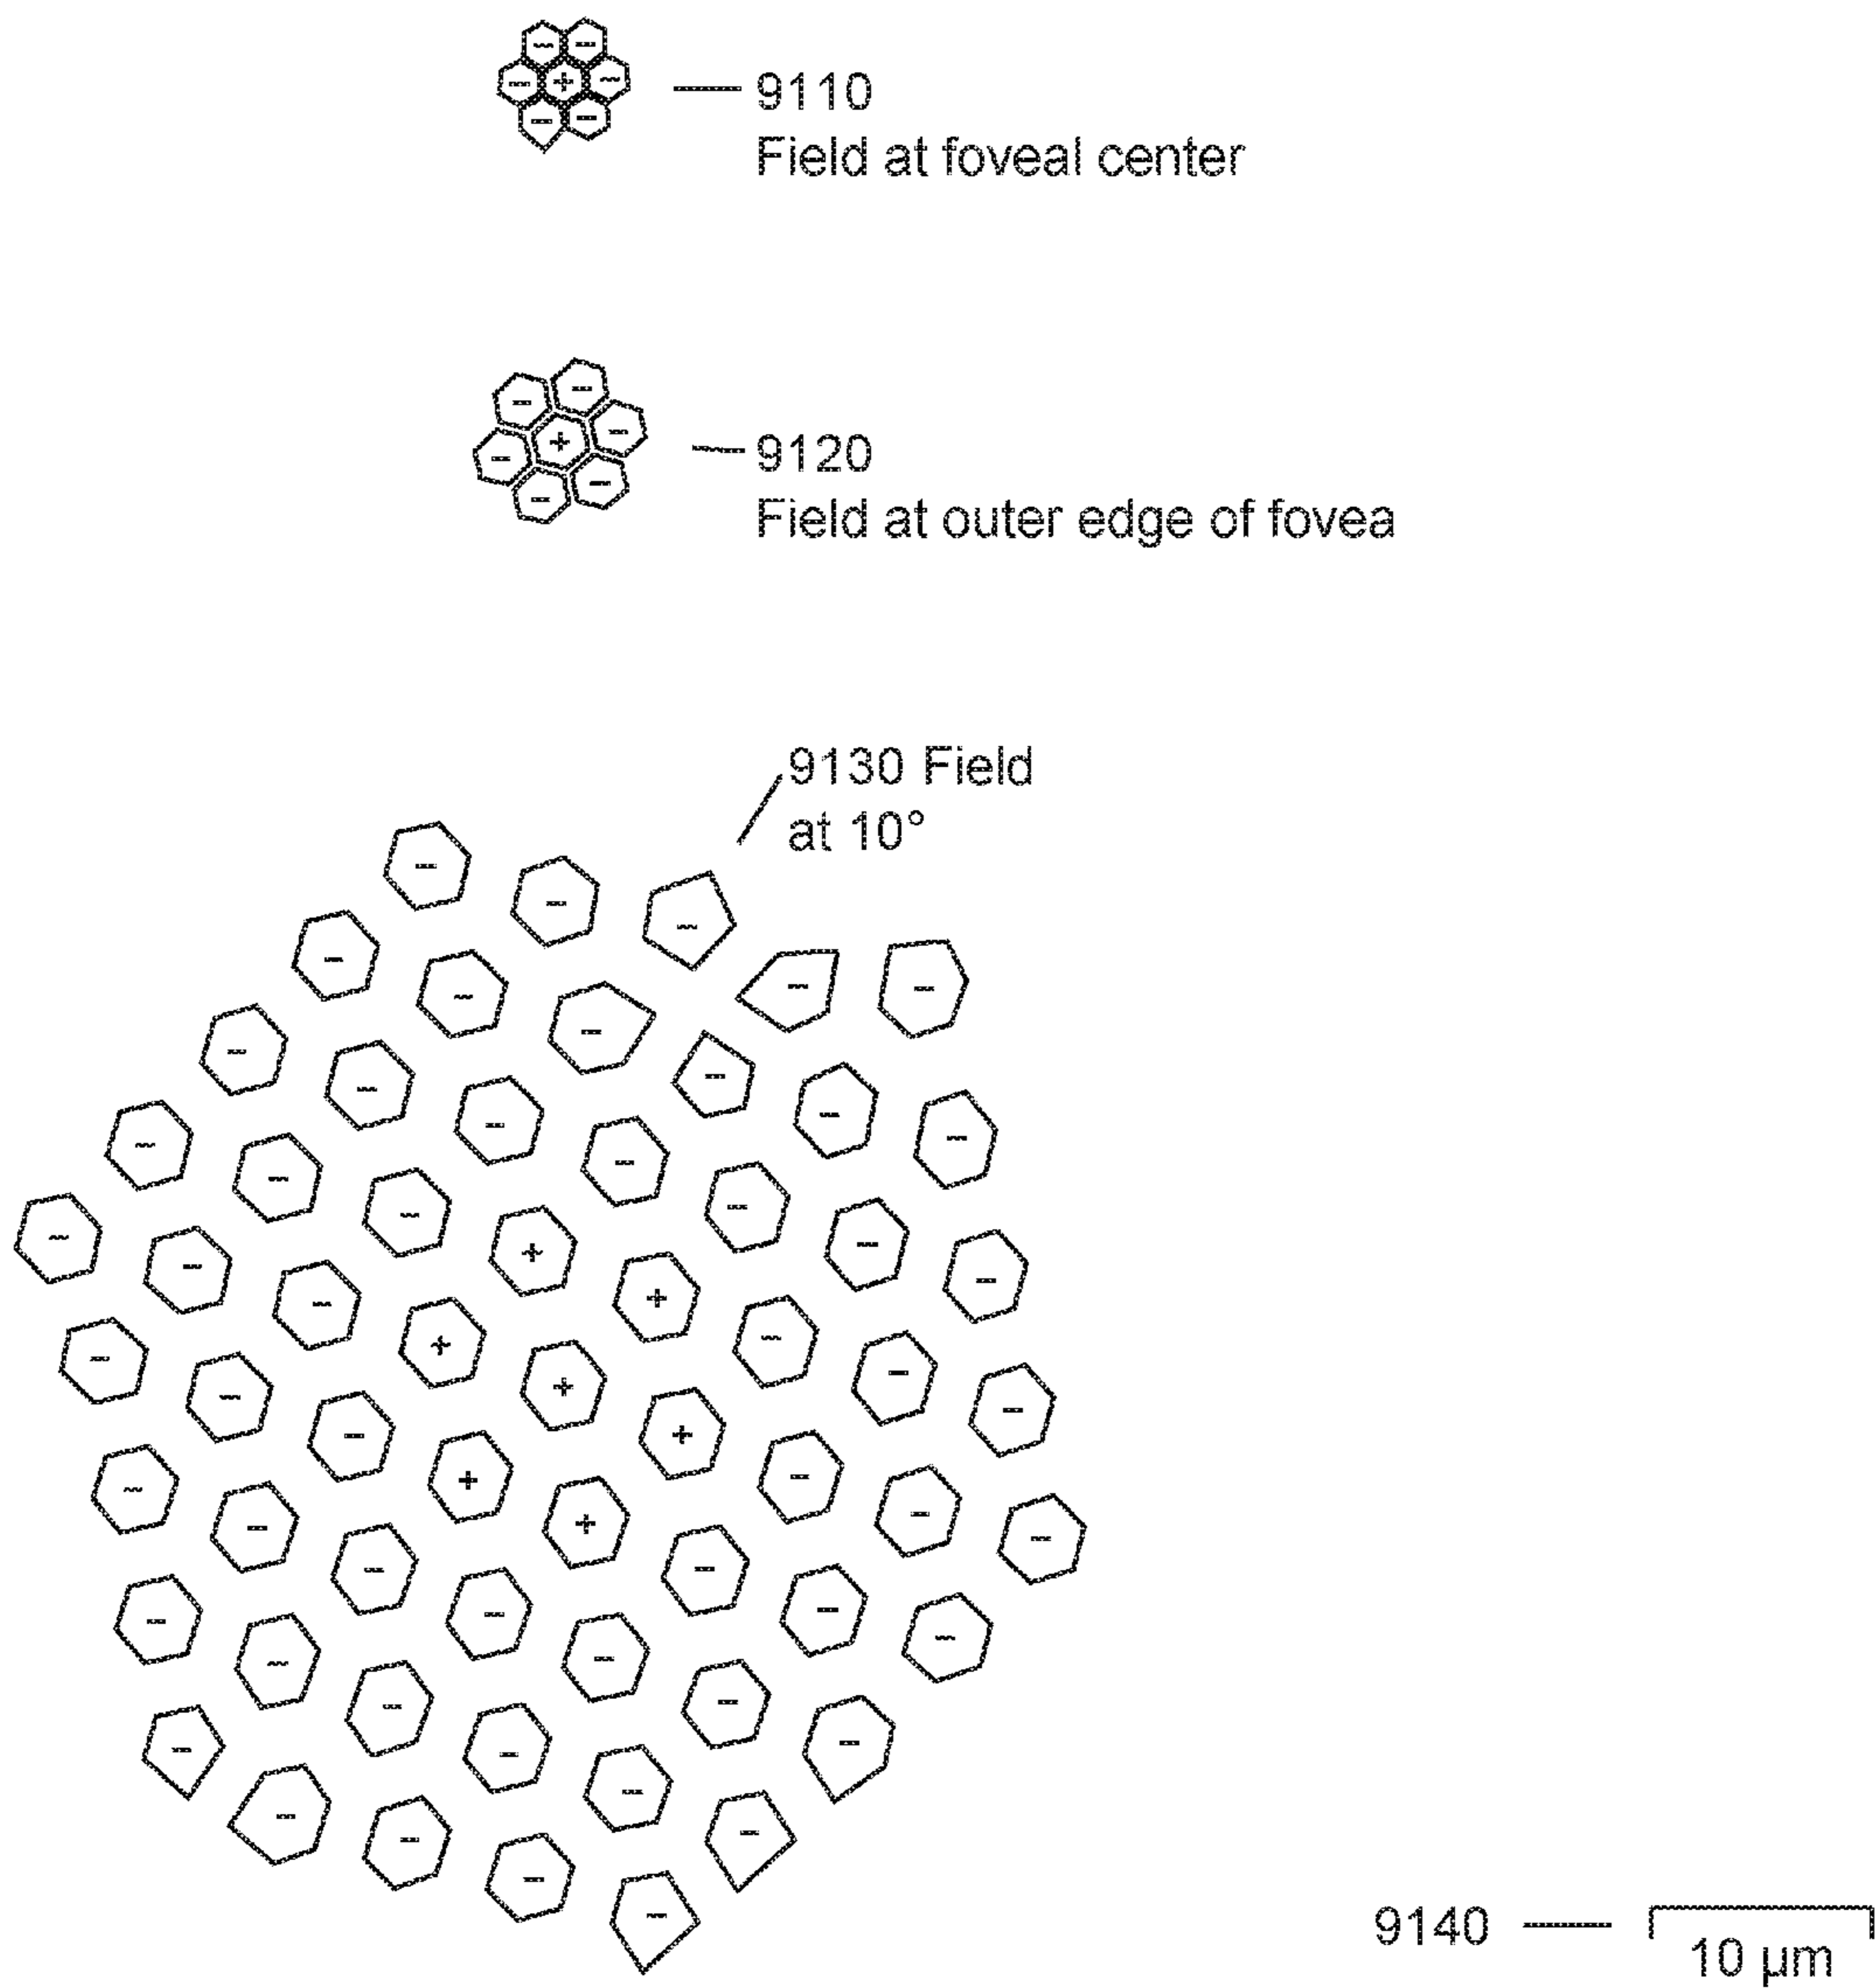 9110
Field at foveal center
9120
Field at outer edge of fovea
9130 Field
at 10°
9140
10 µm